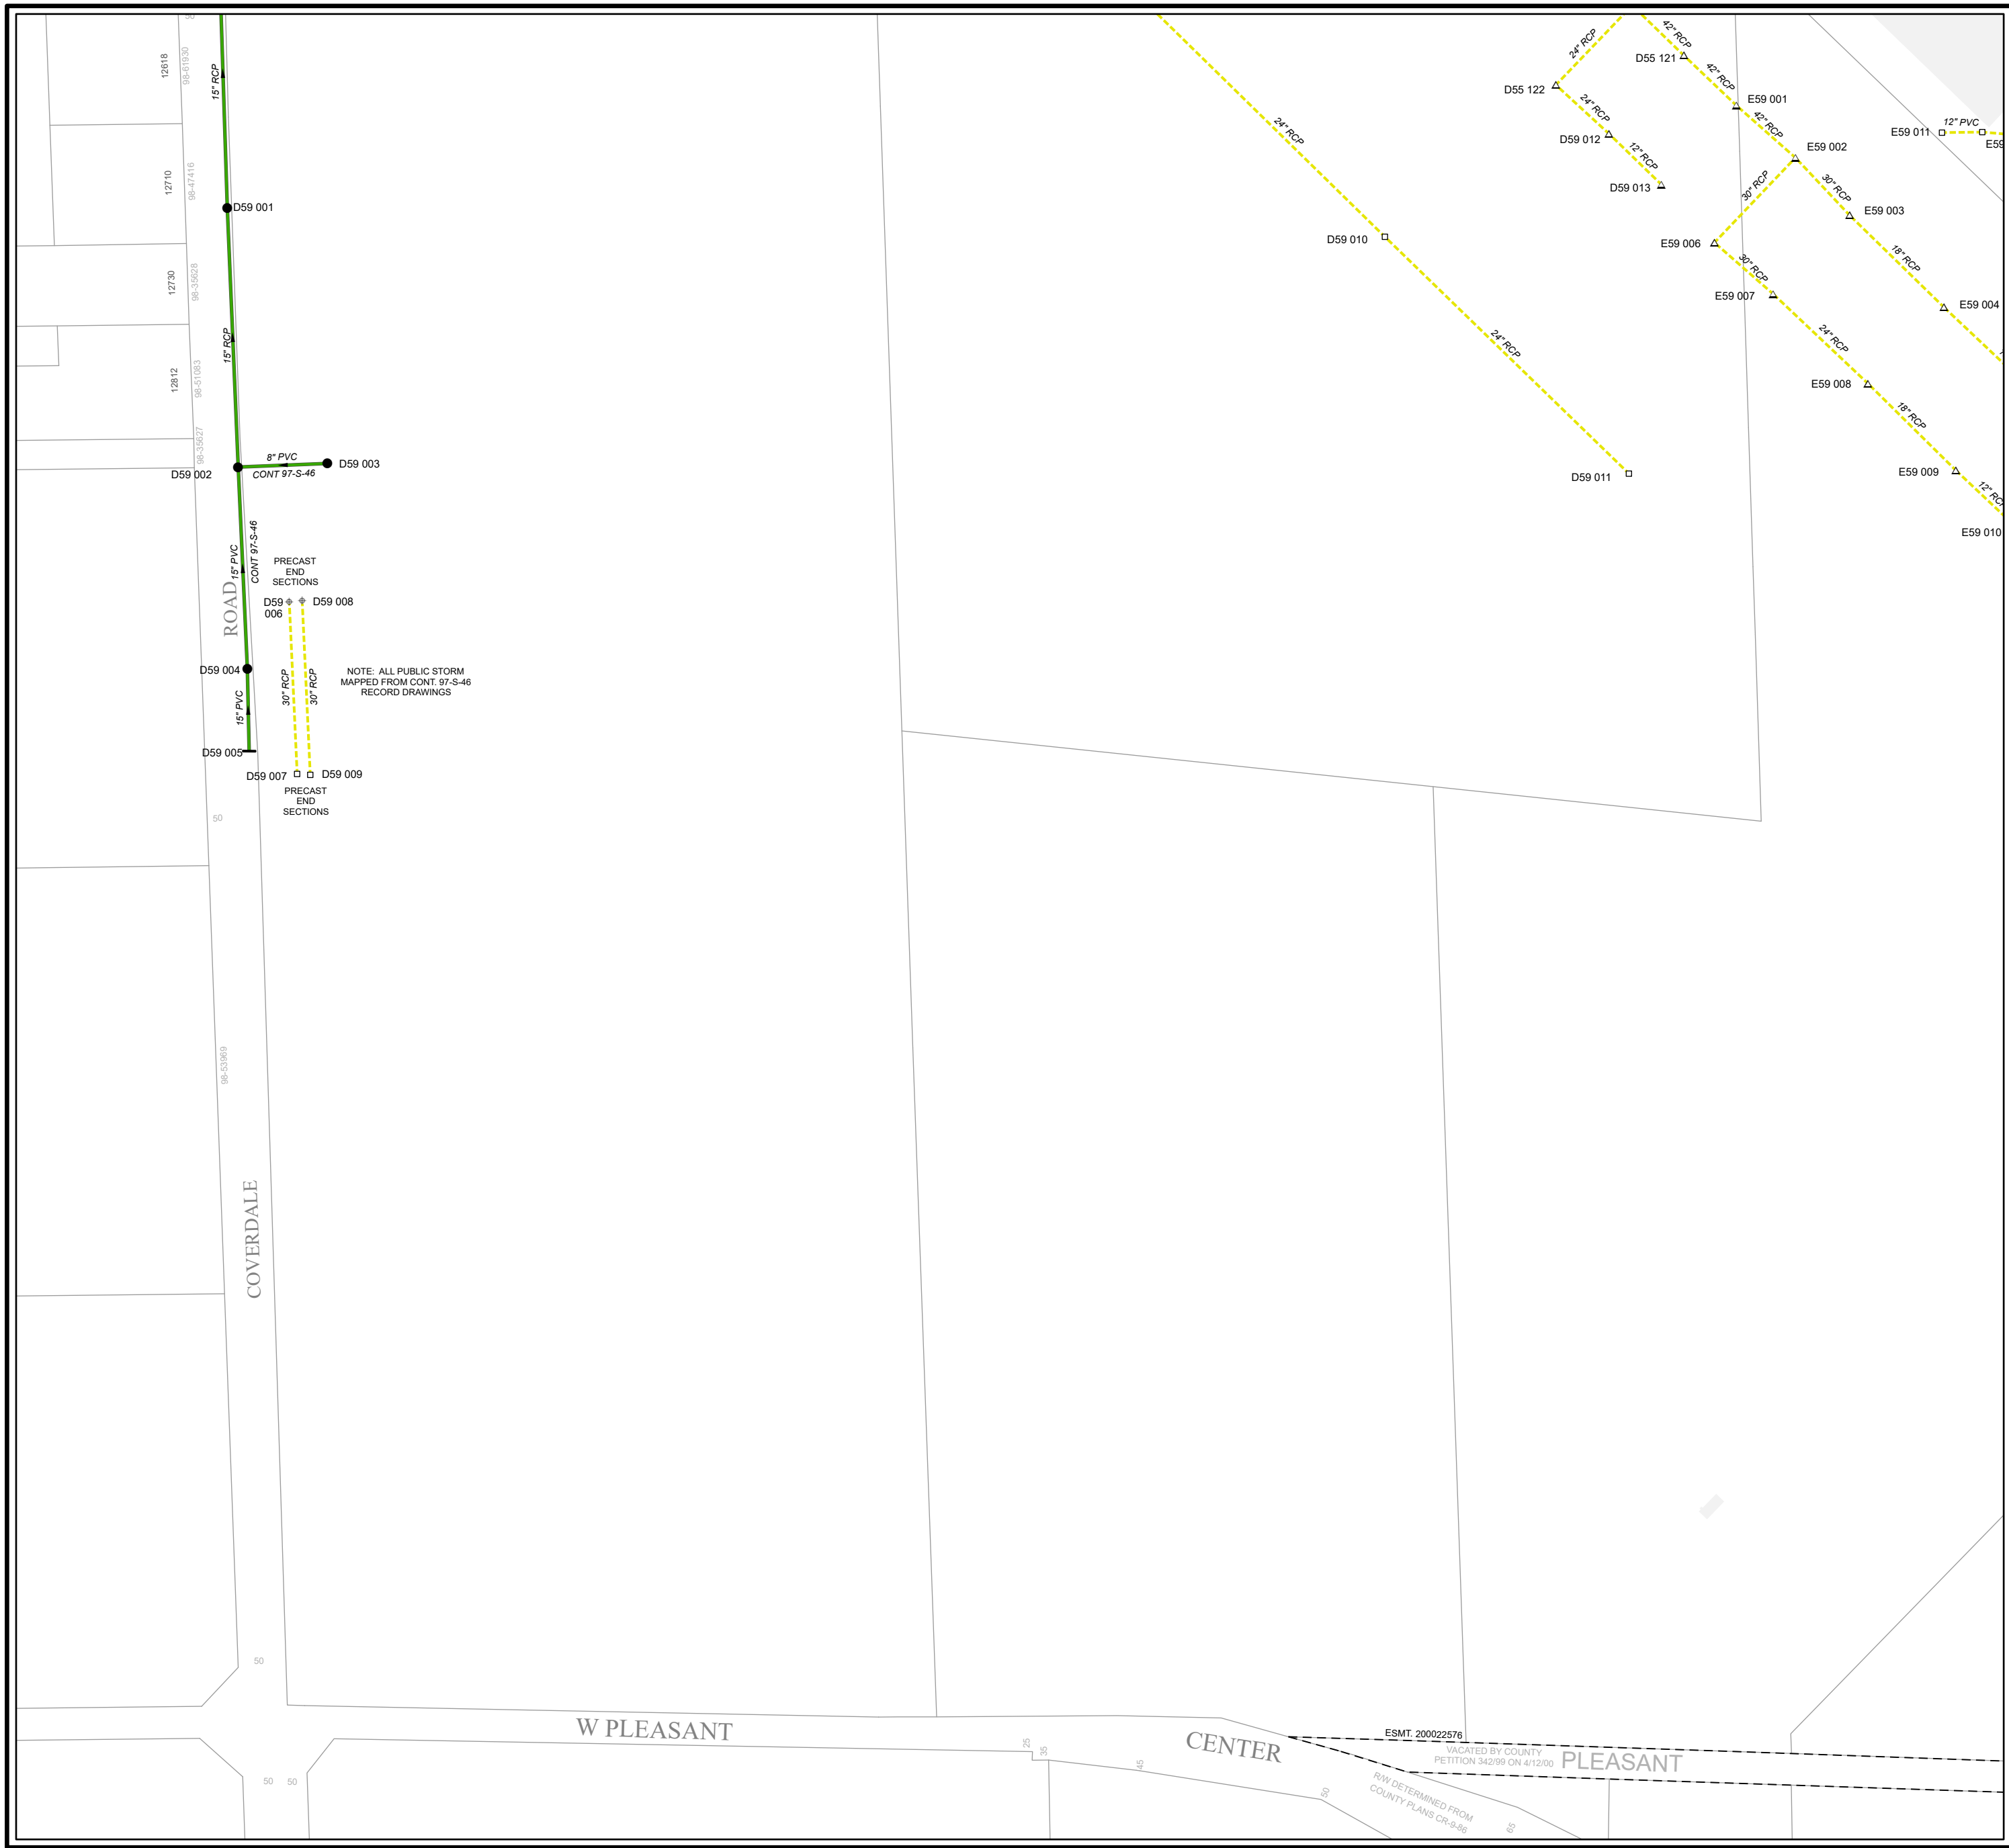 50
12618
98-61930
15" RCP
12710
98-47416
D59 001
12730
98-35628
15" RCP
12812
98-51083
98-35627
D59 002
8" PVC
CONT 97-S-46
D59 003
15" PVC
CONT 97-S-46
ROAD
PRECAST
END
SECTIONS
D59
006
D59 008
D59 004
30" RCP
30" RCP
NOTE: ALL PUBLIC STORM
MAPPED FROM CONT. 97-S-46
RECORD DRAWINGS
15" PVC
D59 005
D59 007
D59 009
PRECAST
END
SECTIONS
50
98-53969
COVERDALE
50
50
50
W PLEASANT
25
35
45
CENTER
50
ESMT. 200022576
VACATED BY COUNTY
PETITION 342/99 ON 4/12/00
PLEASANT
R/W DETERMINED FROM
COUNTY PLANS CR-9-86
65
24" RCP
D59 010
24" RCP
D59 011
24" RCP
42" RCP
D55 121
D55 122
42" RCP
E59 001
24" RCP
D59 012
42" RCP
12" RCP
D59 013
E59 002
E59 011
12" PVC
E59
30" RCP
30" RCP
E59 003
E59 006
18" RCP
30" RCP
E59 007
E59 004
24" RCP
E59 008
18" RCP
E59 009
12" RCP
E59 010